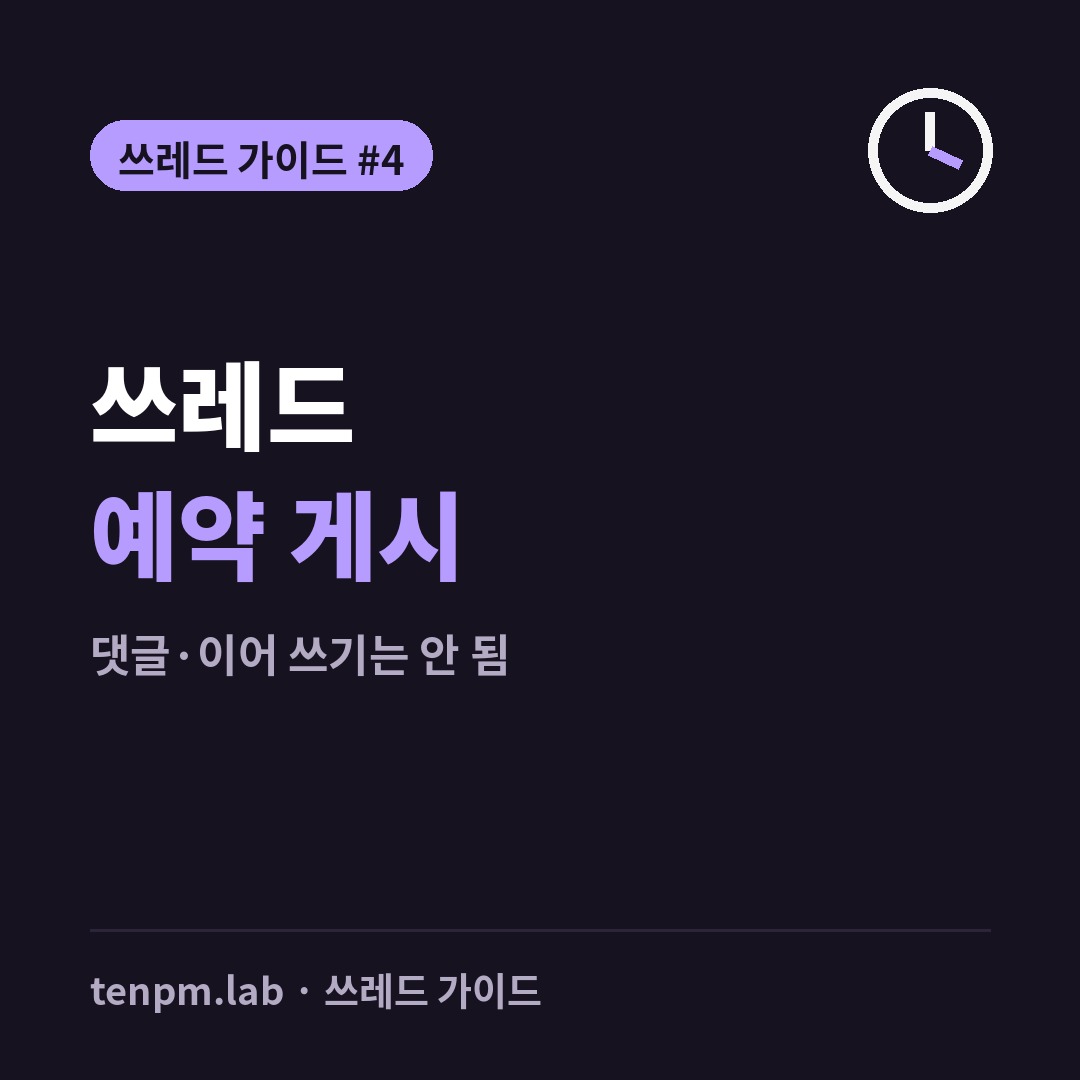 쓰레드 가이드 #4
쓰레드
예약 게시
댓글·이어 쓰기는 안 됨
tenpm.lab · 쓰레드 가이드